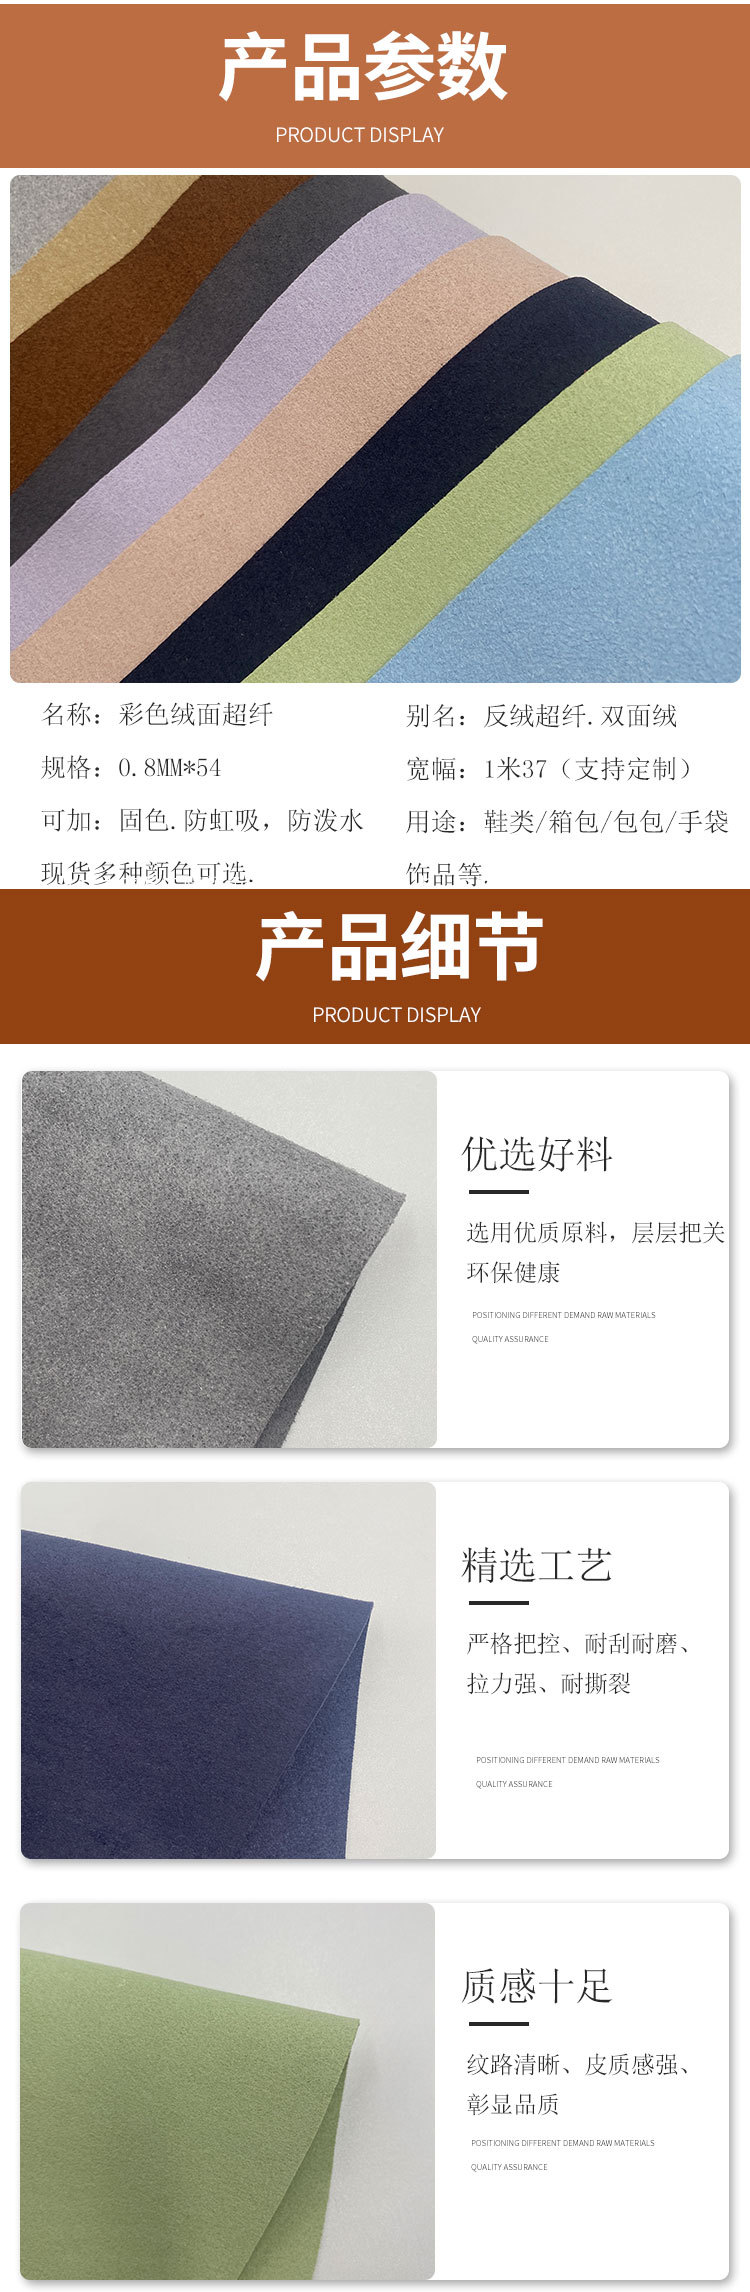 产品参数
PRODUCT DISPLAY
名称：彩色绒面超纤
别名：反绒超纤.双面绒
规格：0.8MM*54
宽幅：1米37（支持定制）
可加：固色.防虹吸，防泼水
用途：鞋类/箱包/包包/手袋
现货多种颜色可选.
饰品等.
产品细节
PRODUCT DISPLAY
优选好料
选用优质原料，层层把关
环保健康
POSITIONING DIFFERENT DEMAND RAW MATERIALS
QUALITY ASSURANCE
精选工艺
严格把控、耐刮耐磨、
拉力强、耐撕裂
POSITIONING DIFFERENT DEMAND RAW MATERIALS
QUALITY ASSURANCE
质感十足
纹路清晰、皮质感强、
彰显品质
POSITIONING DIFFERENT DEMAND RAW MATERIALS
QUALITY ASSURANCE